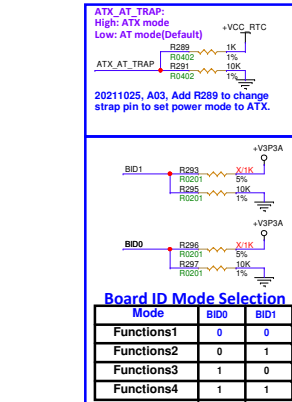 ATX_AT_TRAP:
High: ATX mode
Low: AT mode(Default)
+VCC_RTC
R289 1K
R0402 1%
ATX_AT_TRAP R291 10K
R0402 1%
20211025, A03, Add R289 to change
strap pin to set power mode to ATX.
+V3P3A
BID1 R293 X/1K
R0201 5%
R295 10K
R0201 1%
+V3P3A
BID0 R296 X/1K
R0201 5%
R297 10K
R0201 1%
Board ID Mode Selection
Mode BID0 BID1
Functions1 0 0
Functions2 0 1
Functions3 1 0
Functions4 1 1